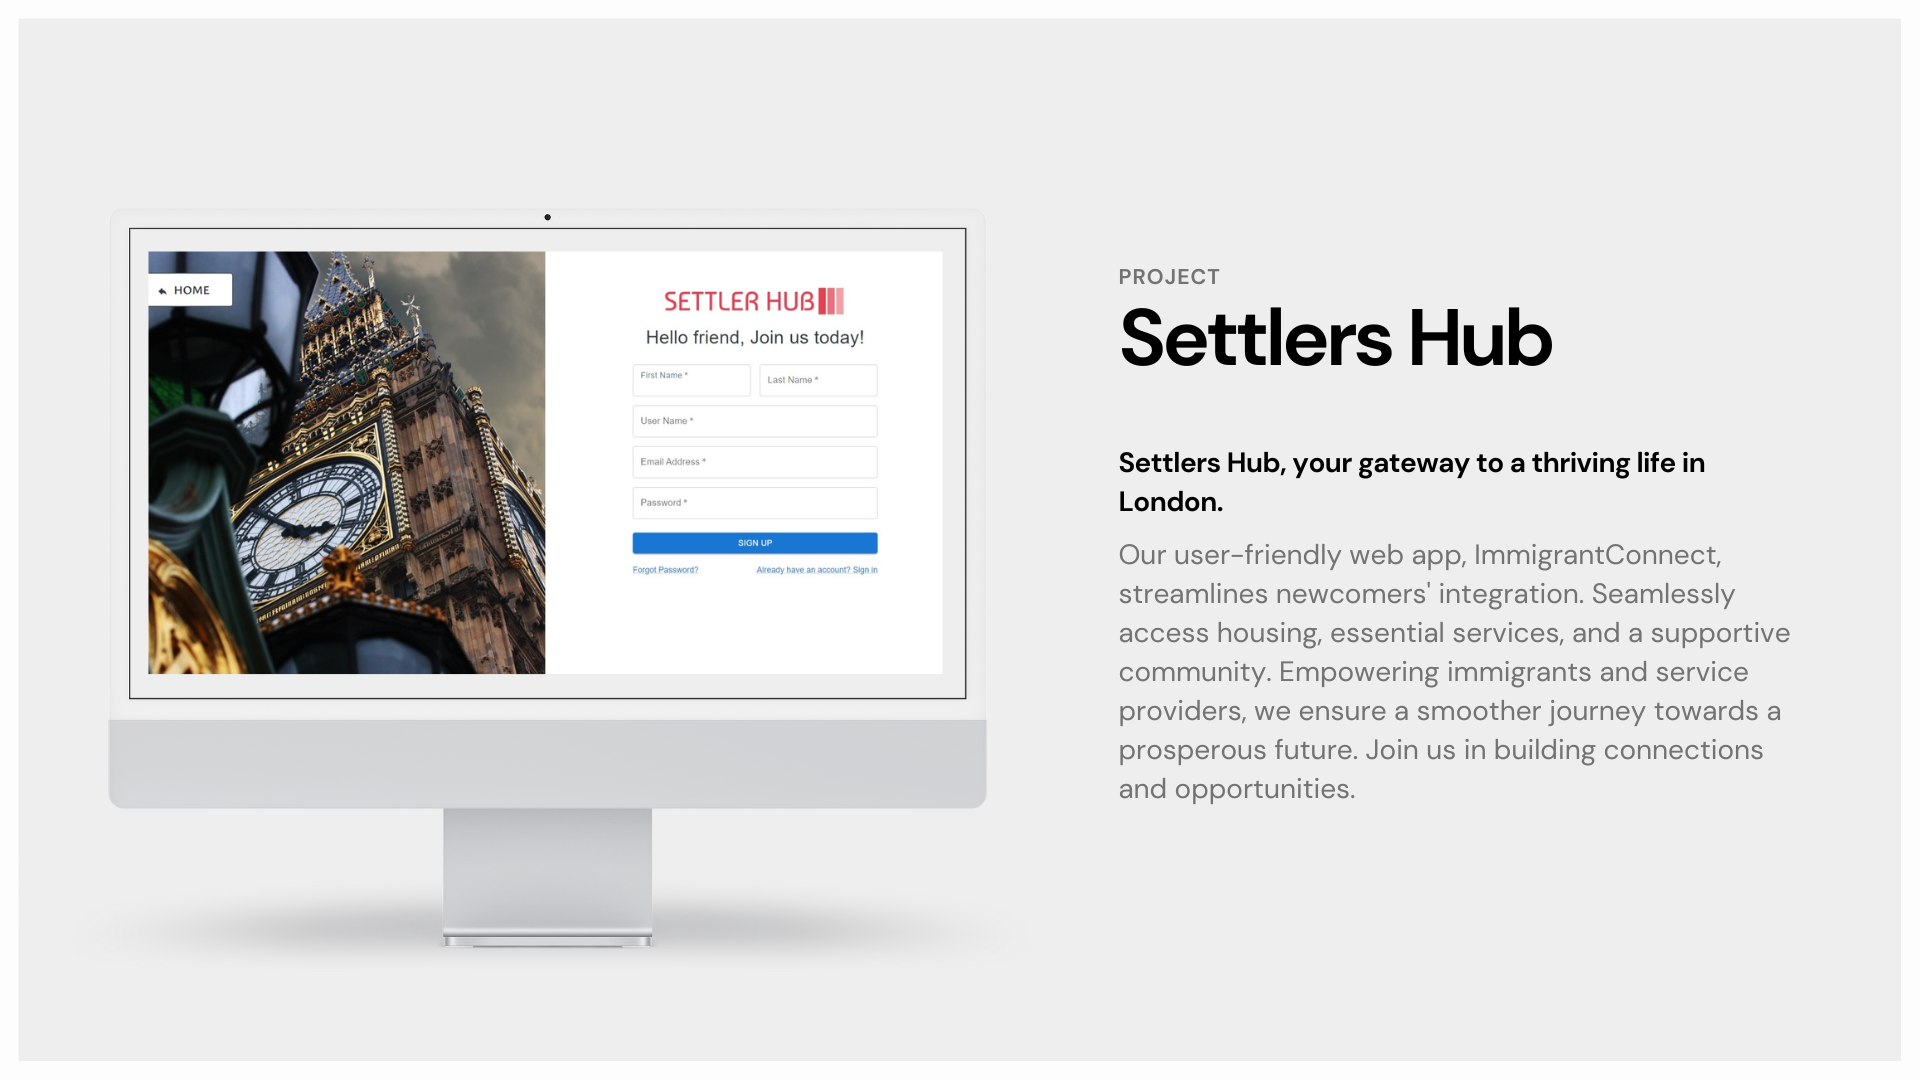 HOME
SETTLER HUB
Hello friend, Join us today!
First Name *
Last Name *
User Name *
Email Address *
Password *
SIGN UP
Forgot Password?
Already have an account? Sign in
PROJECT
Settlers Hub
Settlers Hub, your gateway to a thriving life in
London.
Our user-friendly web app, ImmigrantConnect,
streamlines newcomers' integration. Seamlessly
access housing, essential services, and a supportive
community. Empowering immigrants and service
providers, we ensure a smoother journey towards a
prosperous future. Join us in building connections
and opportunities.